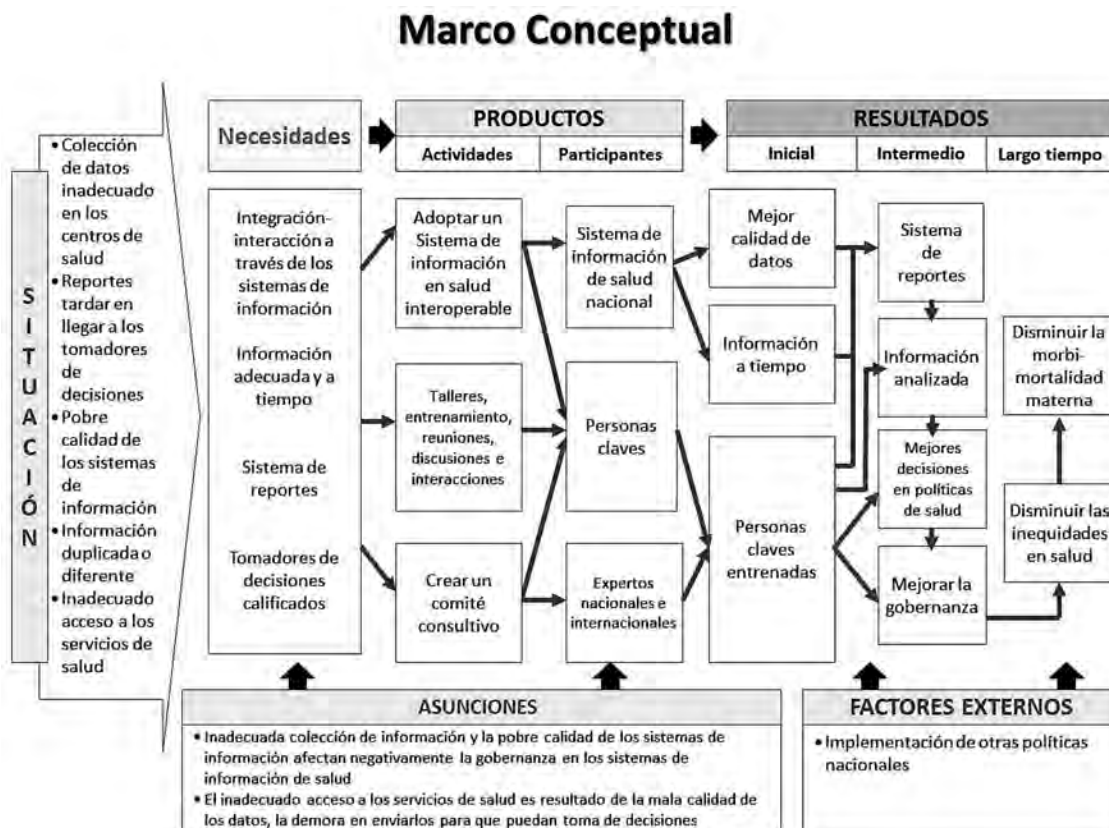 Marco Conceptual
SITUACIÓN
• Colección
de datos
inadecuado
en los
centros de
salud
• Reportes
tardar en
llegar a los
tomadores
de
decisiones
• Pobre
calidad de
los sistemas
de
información
• Información
duplicada o
diferente
• Inadecuado
acceso a los
servicios de
salud
Necesidades
Integración-
interacción a
través de los
sistemas de
información
Información
adecuada y a
tiempo
Sistema de
reportes
Tomadores de
decisiones
calificados
PRODUCTOS
Actividades
Participantes
Adoptar un
Sistema de
información
en salud
interoperable
Talleres,
entrenamiento,
reuniones,
discusiones e
interacciones
Crear un
comité
consultivo
Sistema de
información
de salud
nacional
Personas
claves
Expertos
nacionales e
internacionales
RESULTADOS
Inicial
Intermedio
Largo tiempo
Mejor
calidad de
datos
Información
a tiempo
Personas
claves
entrenadas
Sistema
de
reportes
Información
analizada
Mejores
decisiones
en políticas
de salud
Mejorar la
gobernanza
Disminuir la
morbi-
mortalidad
materna
Disminuir las
inequidades
en salud
ASUNCIONES
• Inadecuada colección de información y la pobre calidad de los sistemas de
información afectan negativamente la gobernanza en los sistemas de
información de salud
• El inadecuado acceso a los servicios de salud es resultado de la mala calidad de
los datos, la demora en enviarlos para que puedan toma de decisiones
FACTORES EXTERNOS
• Implementación de otras políticas
nacionales